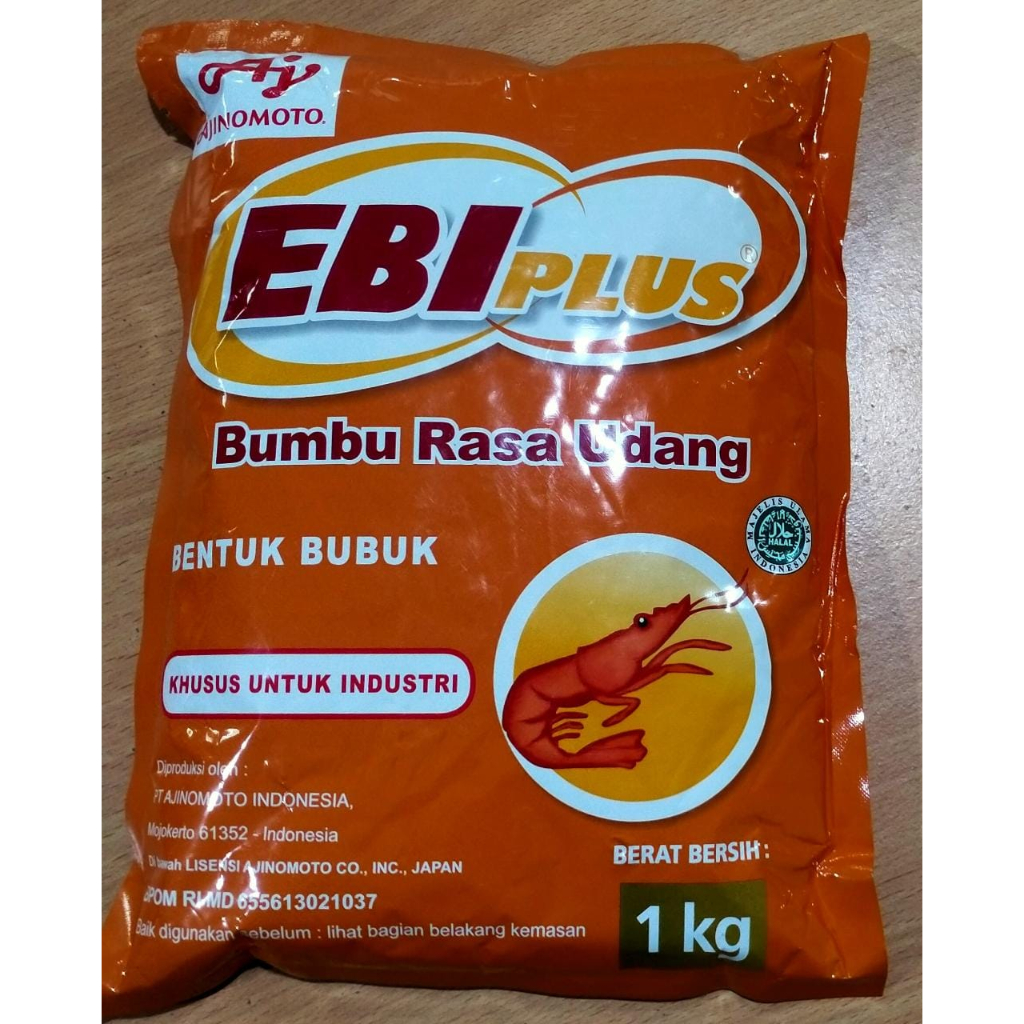 AJINOMOTO®
EBI PLUS®
Bumbu Rasa Udang
MAJELIS ULAMA INDONESIA
حلال
HALAL
BENTUK BUBUK
KHUSUS UNTUK INDUSTRI
Diproduksi oleh :
PT AJINOMOTO INDONESIA,
Mojokerto 61352 - Indonesia
Di bawah LISENSI AJINOMOTO CO., INC., JAPAN
BPOM RI MD 655613021037
Baik digunakan sebelum : lihat bagian belakang kemasan
BERAT BERSIH :
1 kg